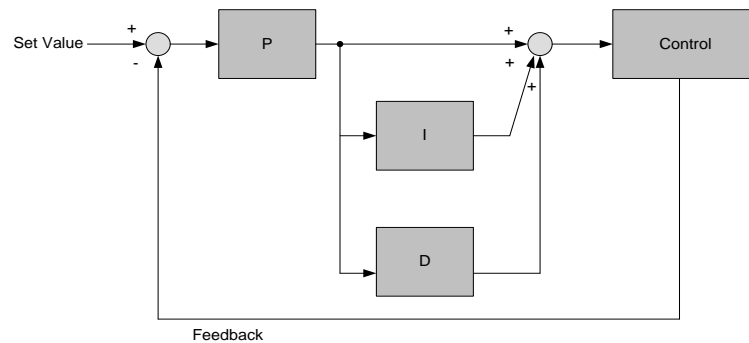 +
Set Value
-
P
+
+
+
Control
I
D
Feedback